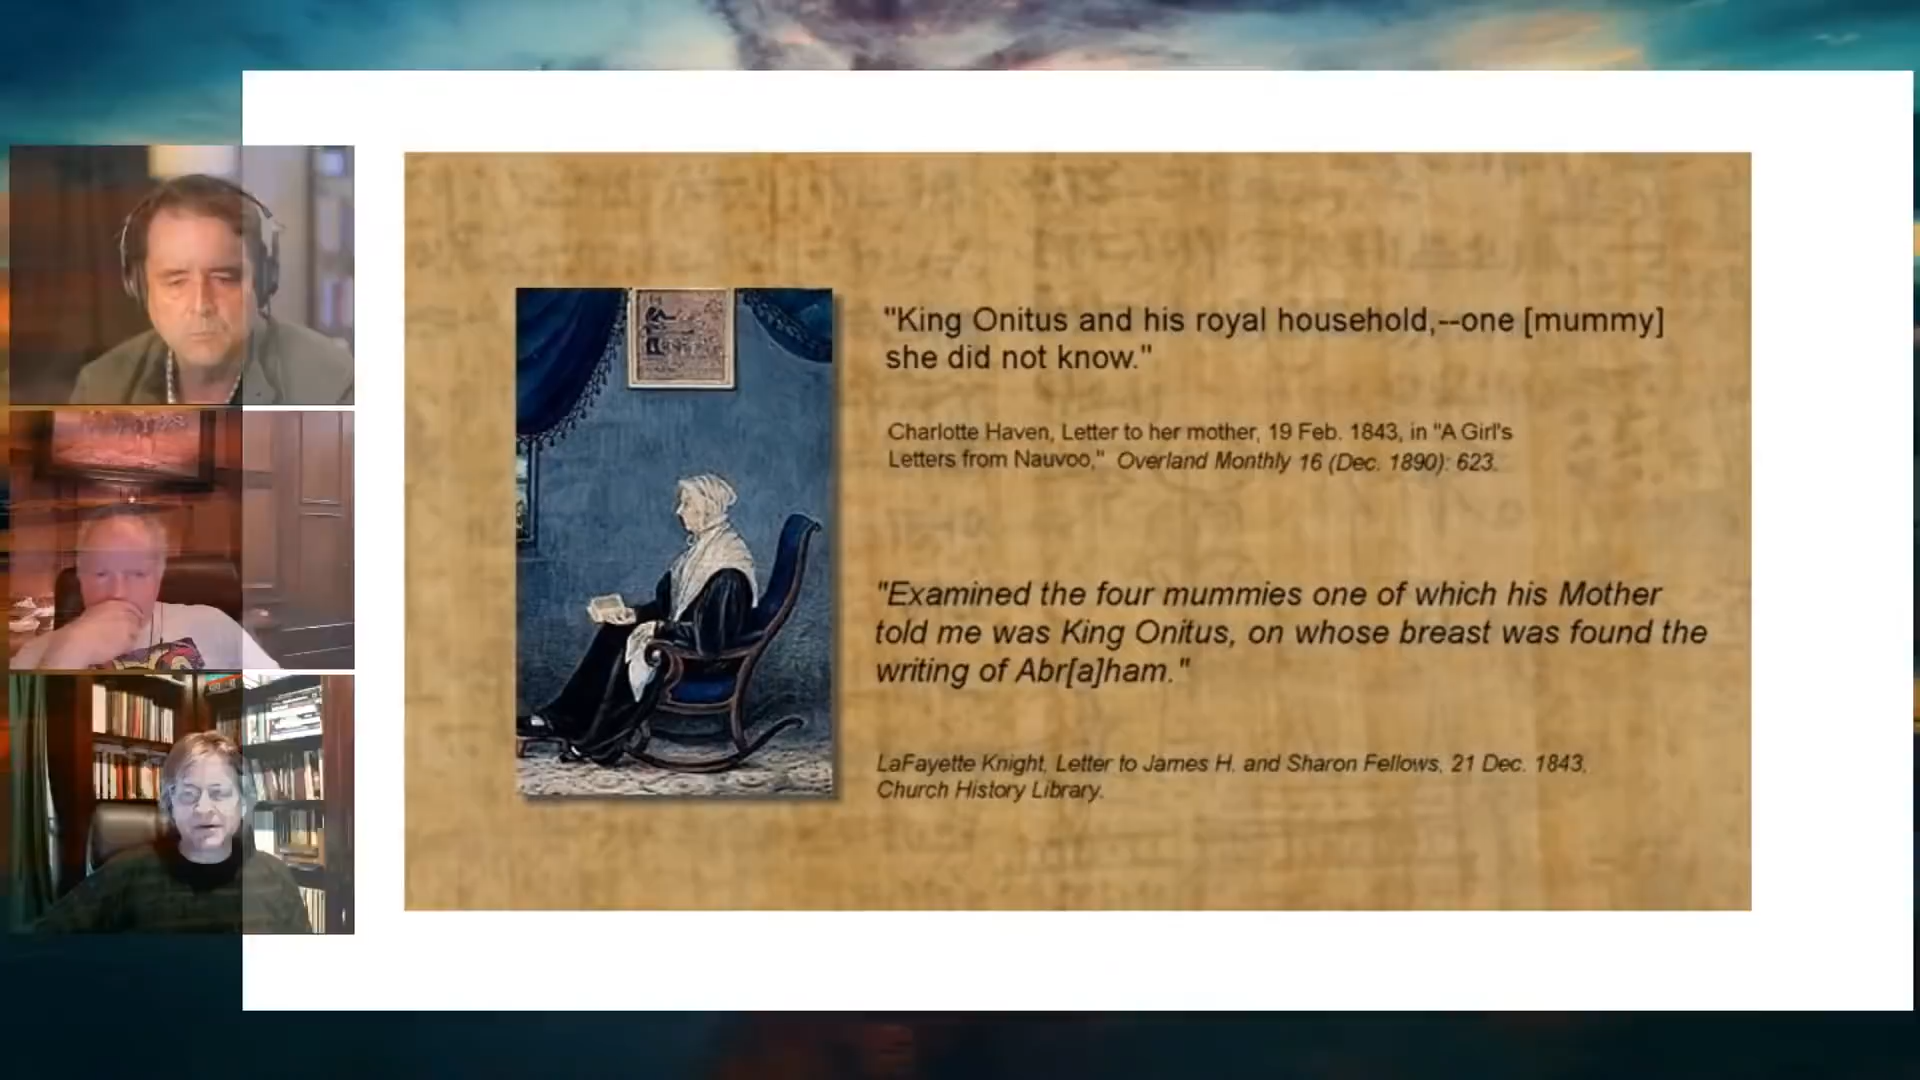 "King Onitus and his royal household,--one [mummy]
she did not know."
Charlotte Haven, Letter to her mother, 19 Feb. 1843, in "A Girl's
Letters from Nauvoo," Overland Monthly 16 (Dec. 1890): 623.
"Examined the four mummies one of which his Mother
told me was King Onitus, on whose breast was found the
writing of Abr[a]ham."
LaFayette Knight, Letter to James H. and Sharon Fellows, 21 Dec. 1843,
Church History Library.